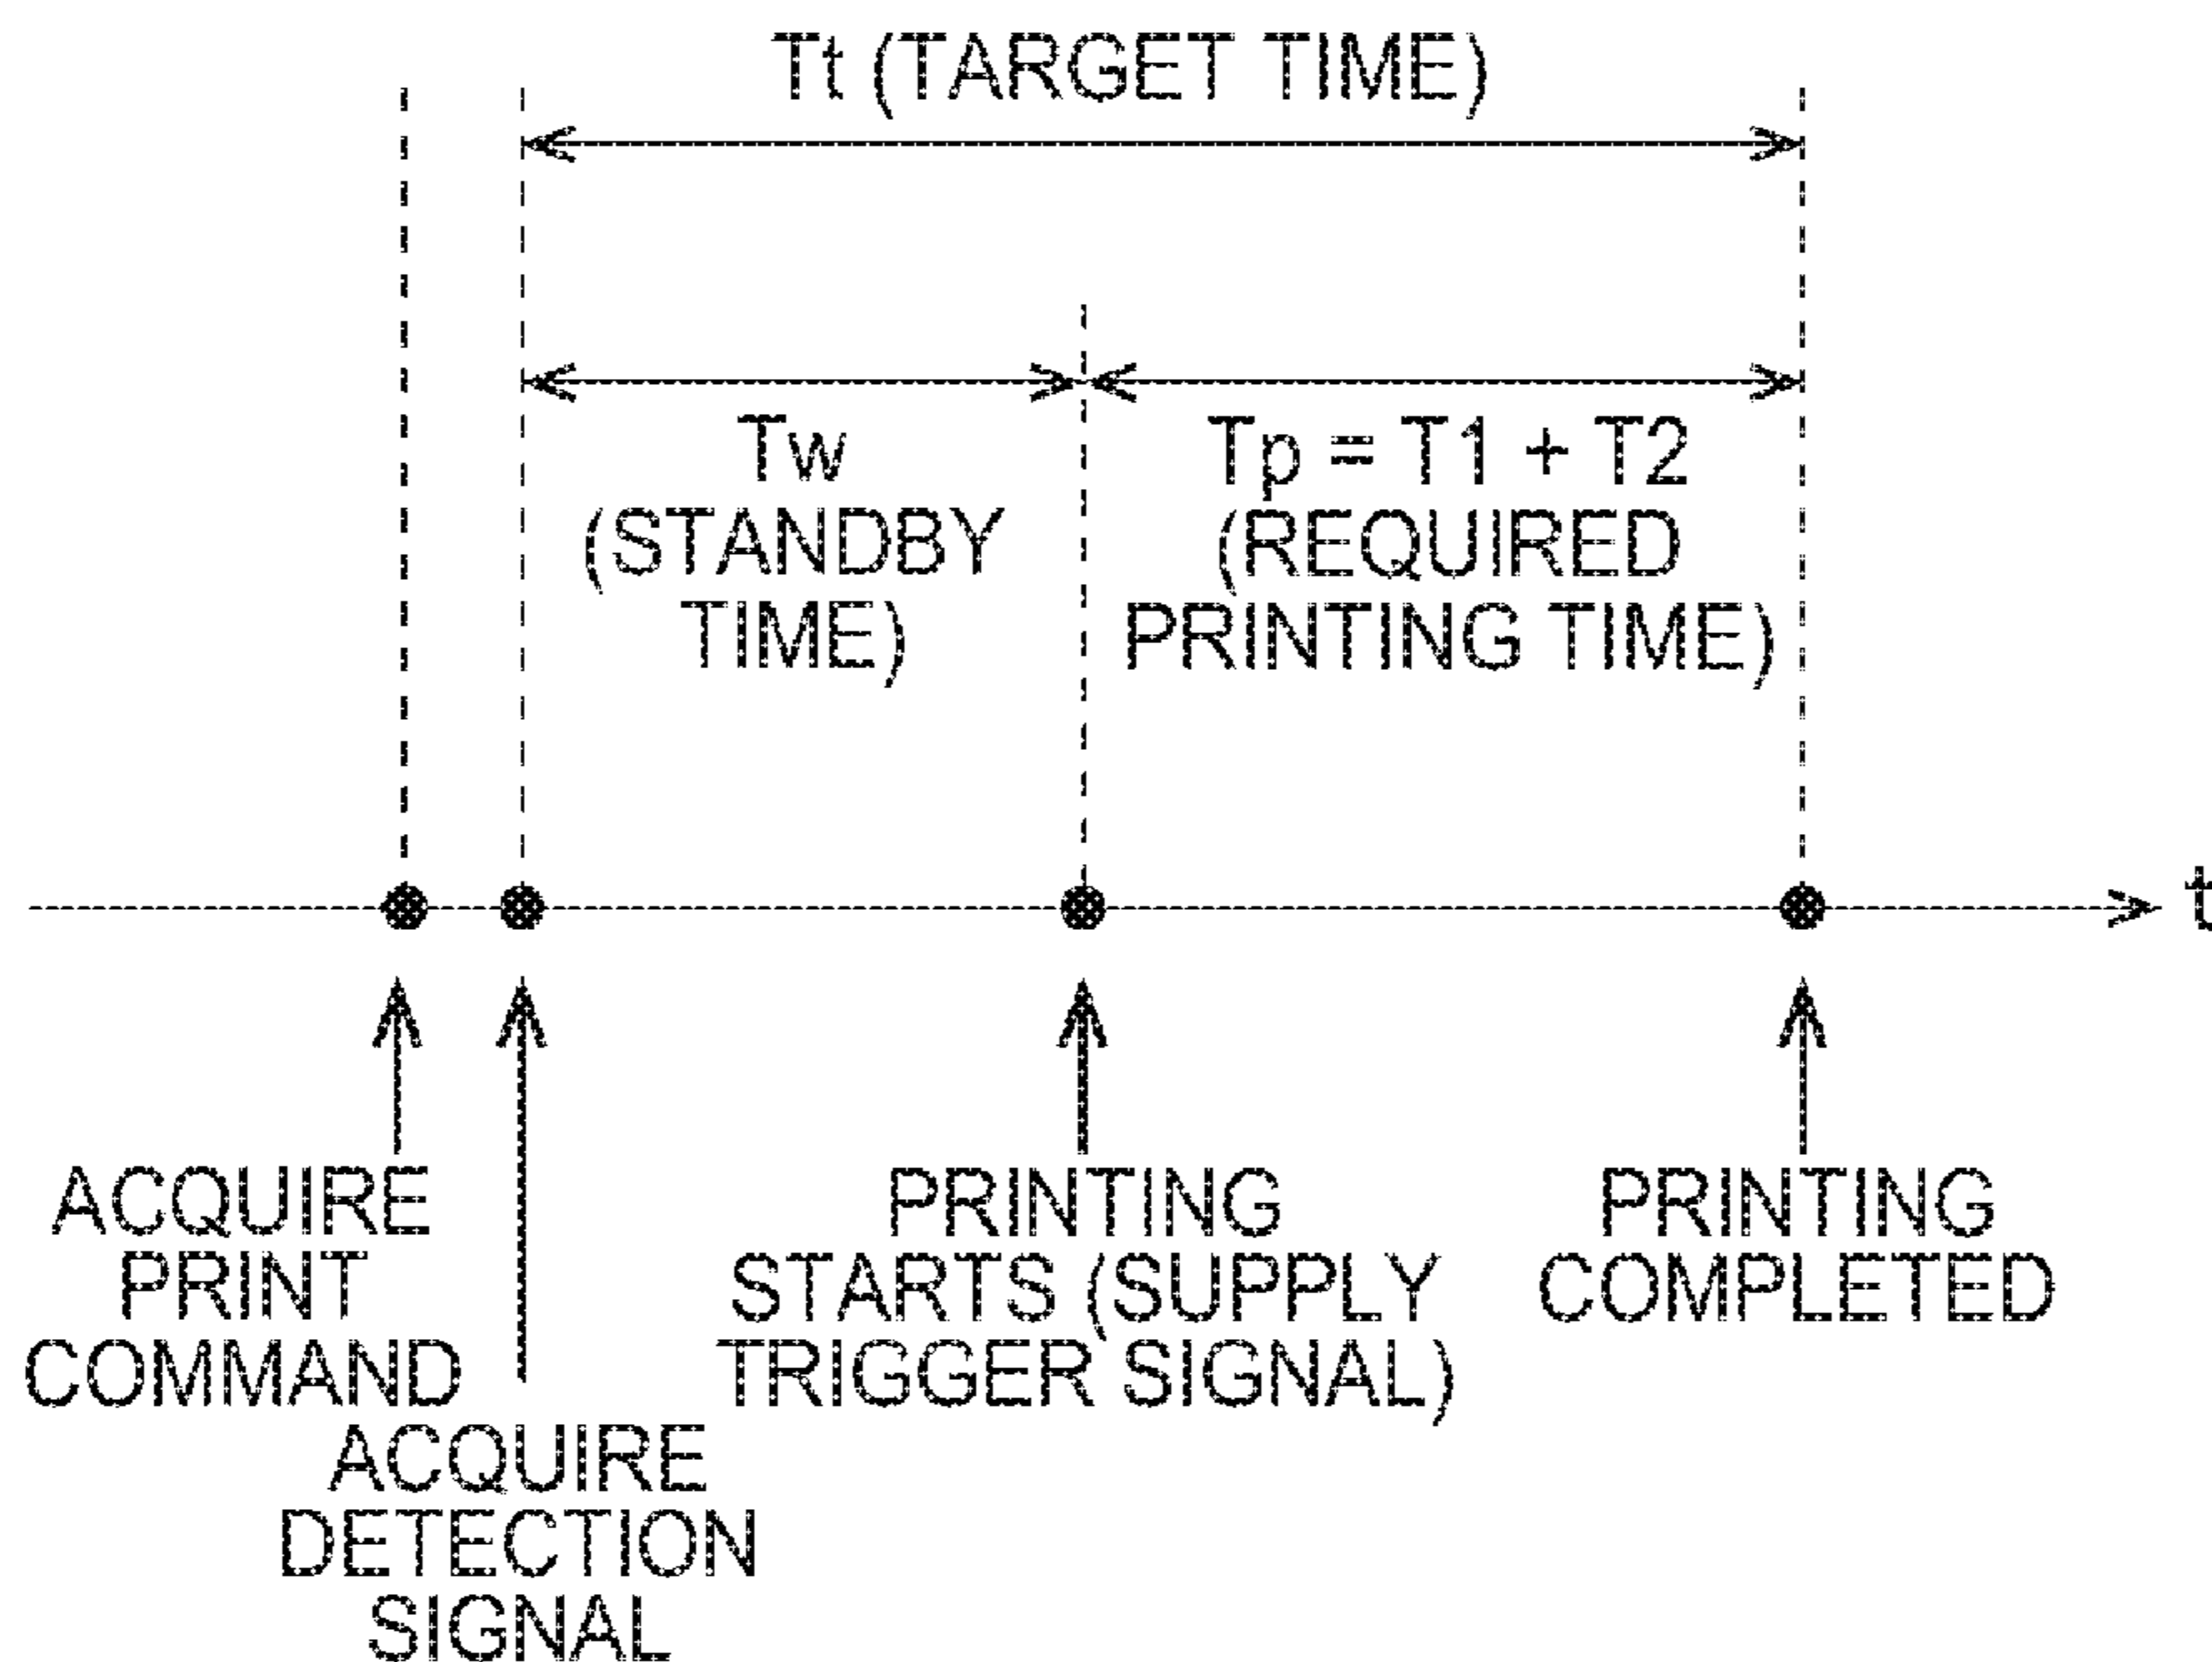 Tt (TARGET TIME)
Tw
(STANDBY
TIME)
Tp = T1 + T2
(REQUIRED
PRINTING TIME)
t
ACQUIRE
PRINT
COMMAND
ACQUIRE
DETECTION
SIGNAL
PRINTING
STARTS (SUPPLY
TRIGGER SIGNAL)
PRINTING
COMPLETED